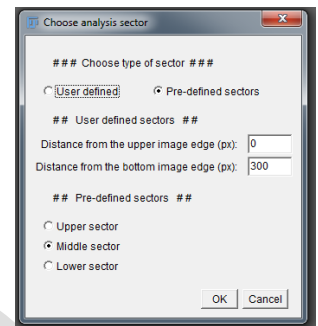 Choose analysis sector
### Choose type of sector ###
User defined Pre-defined sectors
## User defined sectors ##
Distance from the upper image edge (px): 0
Distance from the bottom image edge (px): 300
## Pre-defined sectors ##
Upper sector
Middle sector
Lower sector
OK Cancel